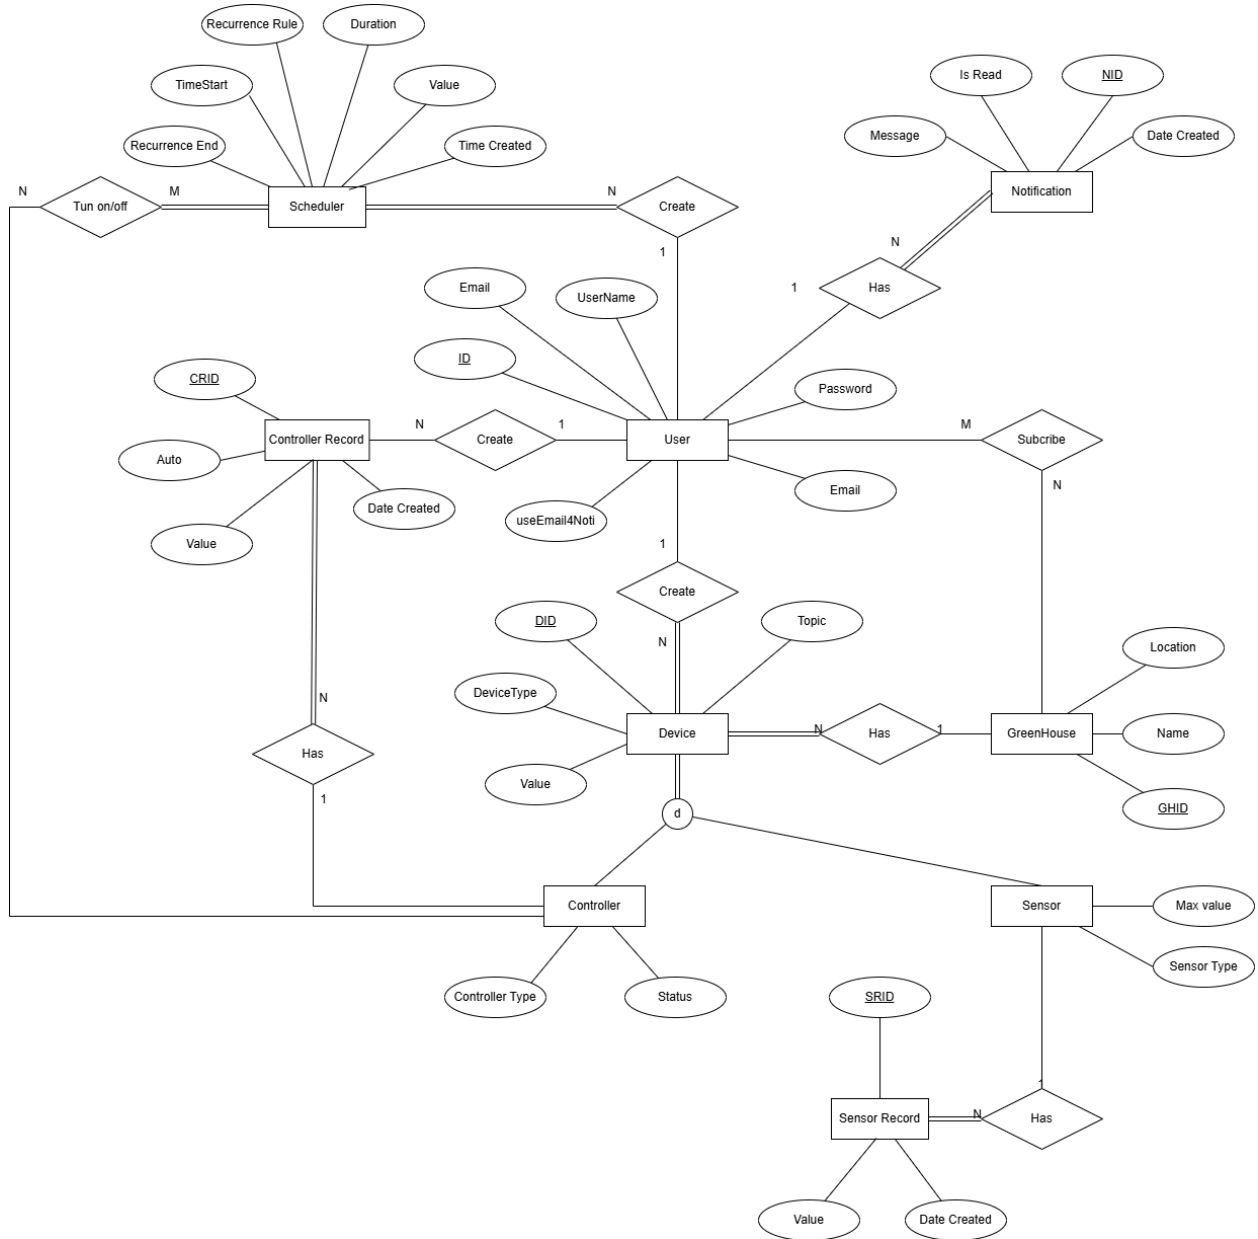 Recurrence Rule
Duration
TimeStart
Value
Is Read
NID
Recurrence End
Time Created
Message
Date Created
N
Tun on/off
M
Scheduler
N
Create
Notification
1
N
Email
UserName
1
Has
ID
CRID
Password
Controller Record
N
Create
1
User
M
Subcribe
Auto
Email
N
Date Created
useEmail4Noti
Value
1
Create
DID
N
Topic
Location
DeviceType
N
Device
N
Has
1
GreenHouse
Name
Has
Value
GHID
1
d
Controller
Sensor
Max value
Sensor Type
Controller Type
Status
SRID
1
Sensor Record
N
Has
Value
Date Created